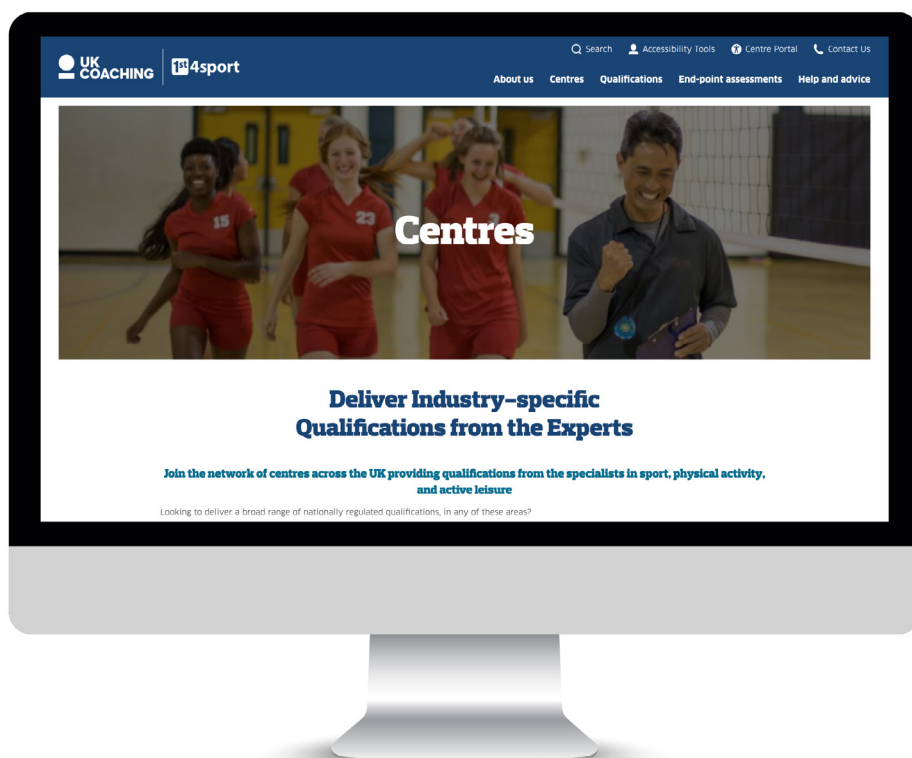 UK
COACHING
1st4sport
Search Accessibility Tools Centre Portal Contact Us
About us Centres Qualifications End-point assessments Help and advice
15
23
3
Centres
Deliver Industry-specific
Qualifications from the Experts
Join the network of centres across the UK providing qualifications from the specialists in sport, physical activity,
and active leisure
Looking to deliver a broad range of nationally regulated qualifications, in any of these areas?